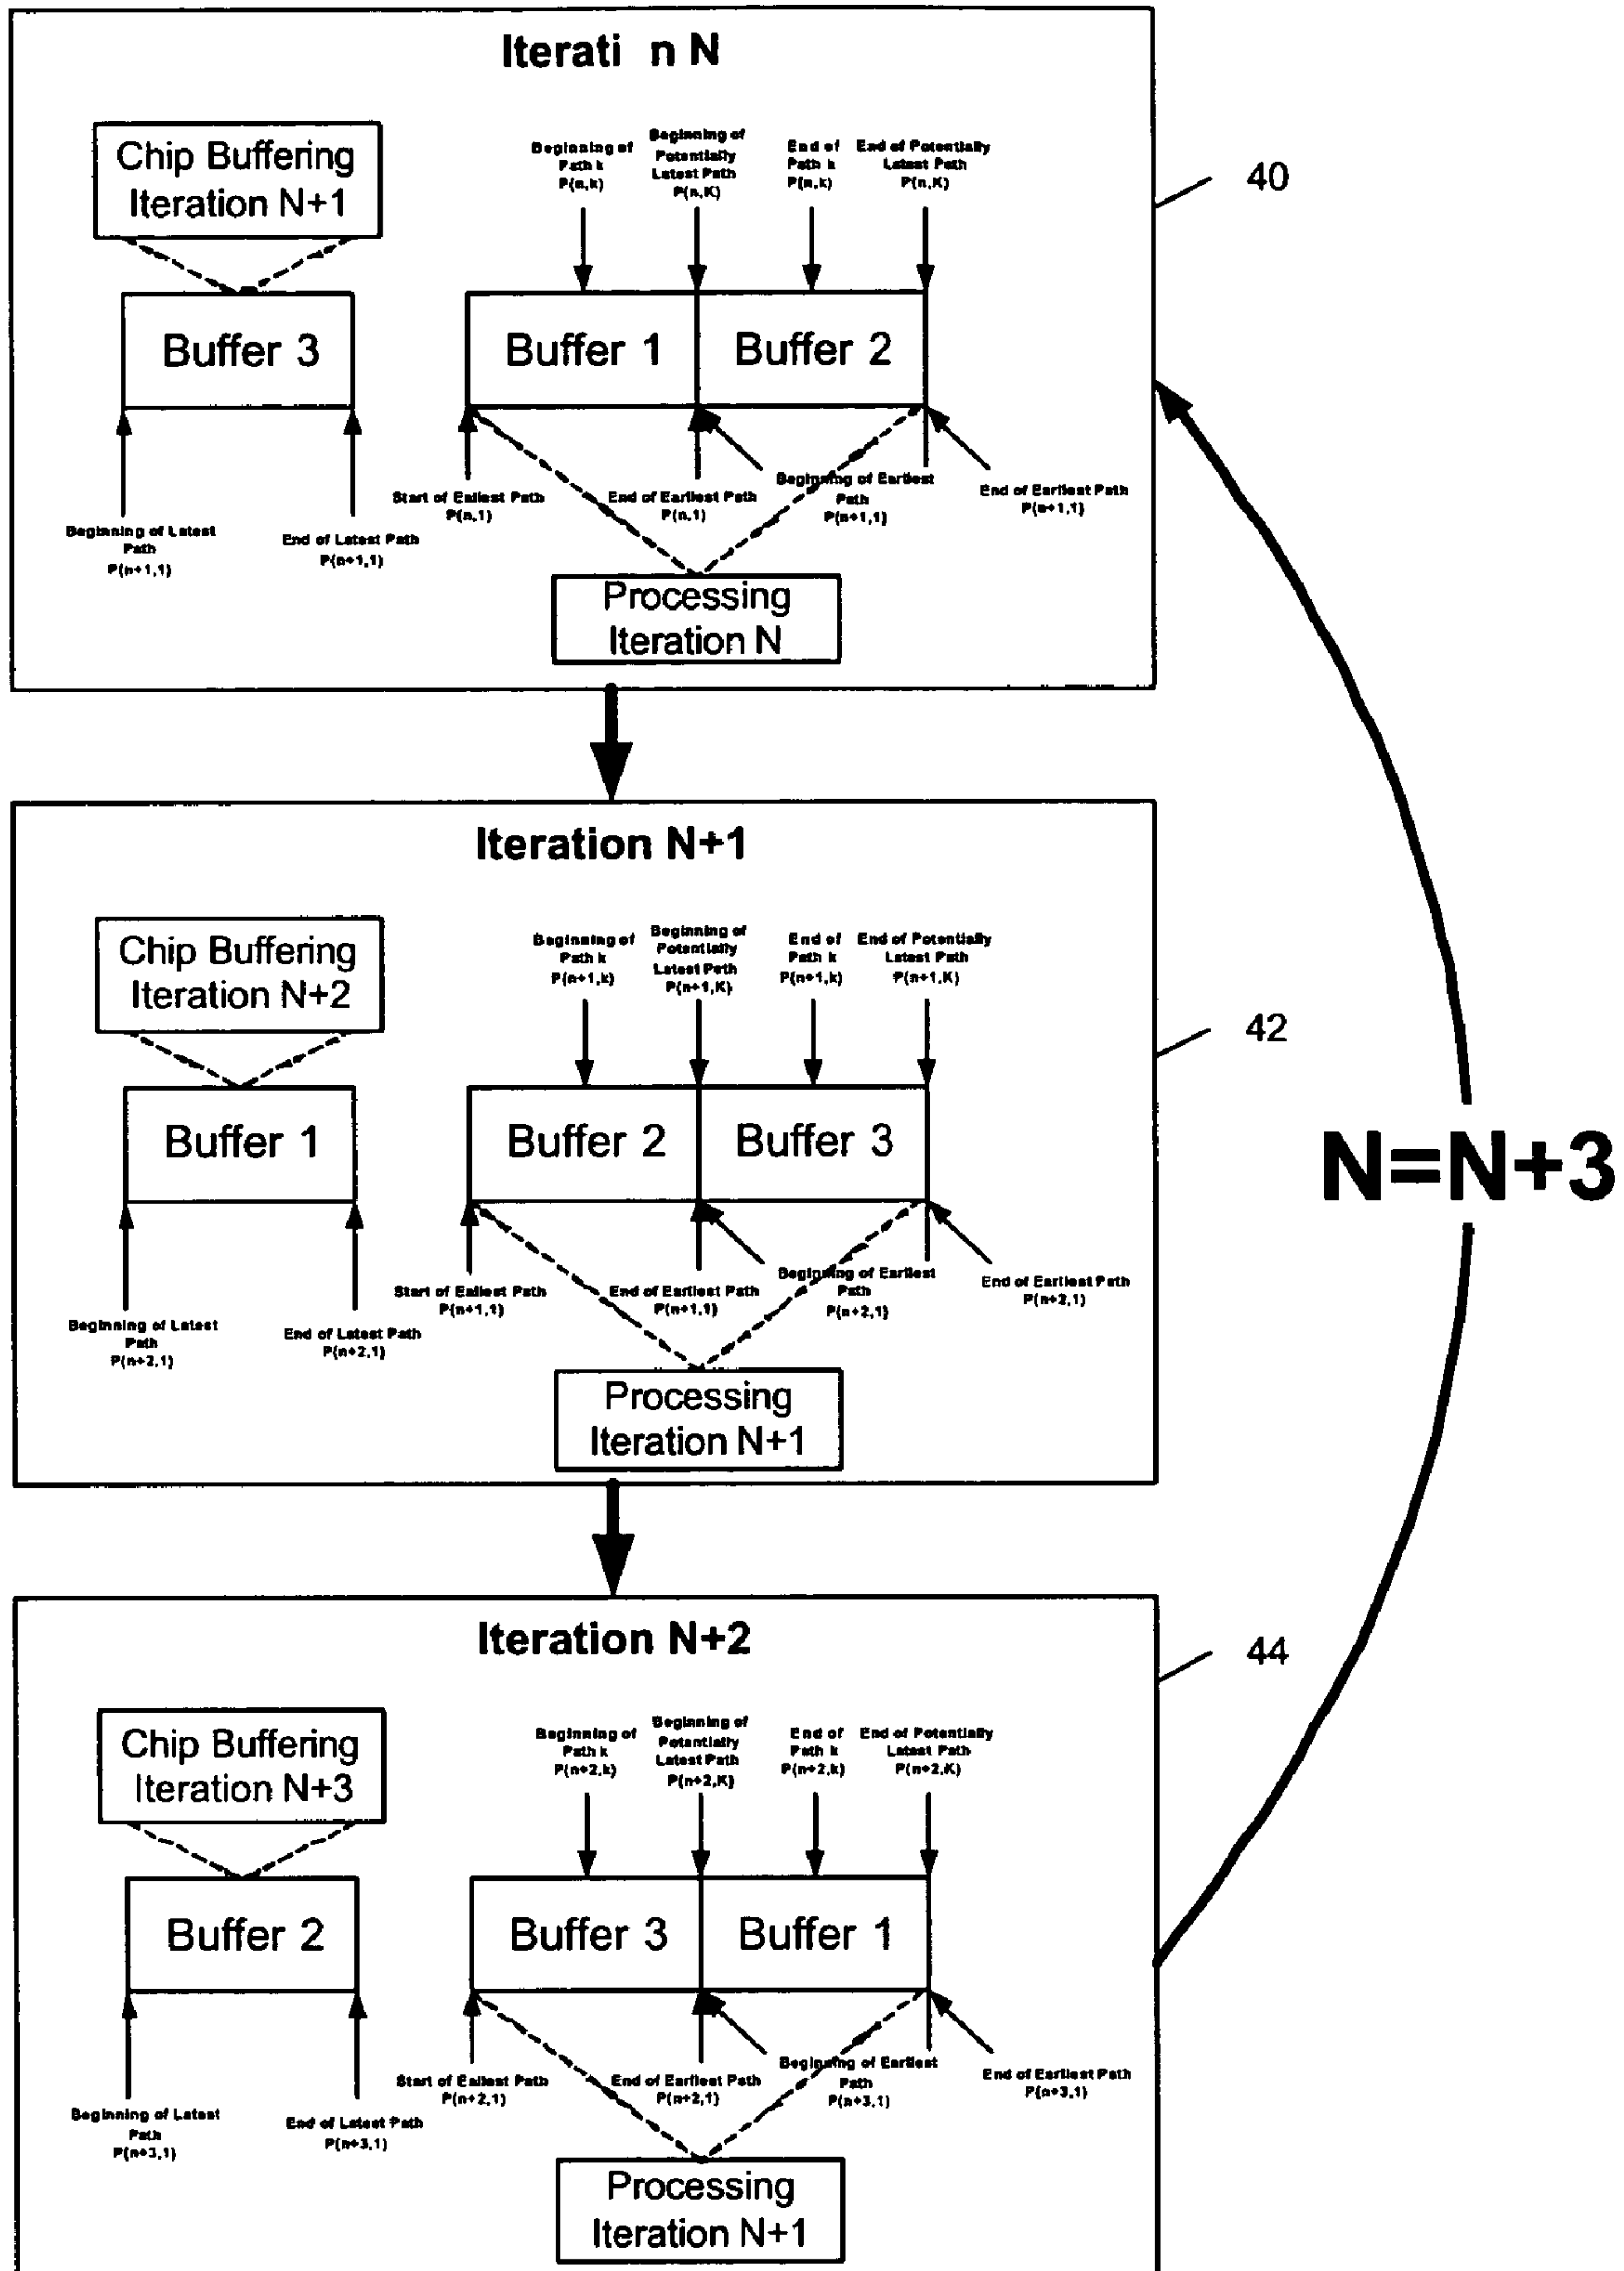 Iterati n N
Chip Buffering
Iteration N+1
Beginning of
Path k
P(n,k)
Beginning of
Potentially
Latest Path
P(n,K)
End of
Path k
P(n,k)
End of Potentially
Latest Path
P(n,K)
40
Buffer 3
Buffer 1
Buffer 2
Beginning of Latest
Path
P(n+1,1)
End of Latest Path
P(n+1,1)
Start of Eallest Path
P(n,1)
End of Earliest Path
P(n,1)
Beginning of Earliest
Path
P(n+1,1)
End of Earliest Path
P(n+1,1)
Processing
Iteration N
Iteration N+1
Chip Buffering
Iteration N+2
Beginning of
Path k
P(n+1,k)
Beginning of
Potentially
Latest Path
P(n+1,K)
End of
Path k
P(n+1,k)
End of Potentially
Latest Path
P(n+1,K)
42
Buffer 1
Buffer 2
Buffer 3
N=N+3
Beginning of Latest
Path
P(n+2,1)
End of Latest Path
P(n+2,1)
Start of Eallest Path
P(n+1,1)
End of Earliest Path
P(n+1,1)
Beginning of Earliest
Path
P(n+2,1)
End of Earliest Path
P(n+2,1)
Processing
Iteration N+1
Iteration N+2
Chip Buffering
Iteration N+3
Beginning of
Path k
P(n+2,k)
Beginning of
Potentially
Latest Path
P(n+2,K)
End of
Path k
P(n+2,k)
End of Potentially
Latest Path
P(n+2,K)
44
Buffer 2
Buffer 3
Buffer 1
Beginning of Latest
Path
P(n+3,1)
End of Latest Path
P(n+3,1)
Start of Eallest Path
P(n+2,1)
End of Earliest Path
P(n+2,1)
Beginning of Earliest
Path
P(n+3,1)
End of Earliest Path
P(n+3,1)
Processing
Iteration N+1